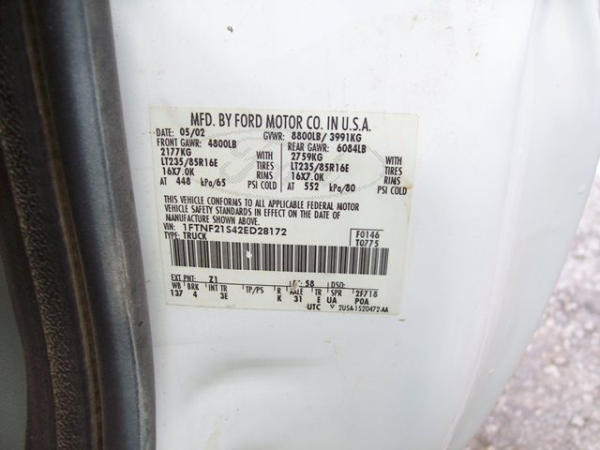 MFD. BY FORD MOTOR CO. IN U.S.A.
DATE: 05/02 GVWR: 8800LB/ 3991KG
FRONT GAWR: 4800LB REAR GAWR: 6084LB
2177KG WITH 2759KG WITH
LT235/85R16E TIRES LT235/85R16E TIRES
16X7.0K RIMS 16X7.0K RIMS
AT 448 kPa/65 PSI COLD AT 552 kPa/80 PSI COLD
THIS VEHICLE CONFORMS TO ALL APPLICABLE FEDERAL MOTOR
VEHICLE SAFETY STANDARDS IN EFFECT ON THE DATE OF
MANUFACTURE SHOWN ABOVE.
VIN: 1FTNF21S42ED28172 F0146
TYPE: TRUCK T0775
EXT PNT: Z1 58 DSO:
WB BRK INT TR TP/PS R AXLE TR SPR 2F718
137 4 3E K 31 E UA POA
UTC V 2U5A-1520472-AA